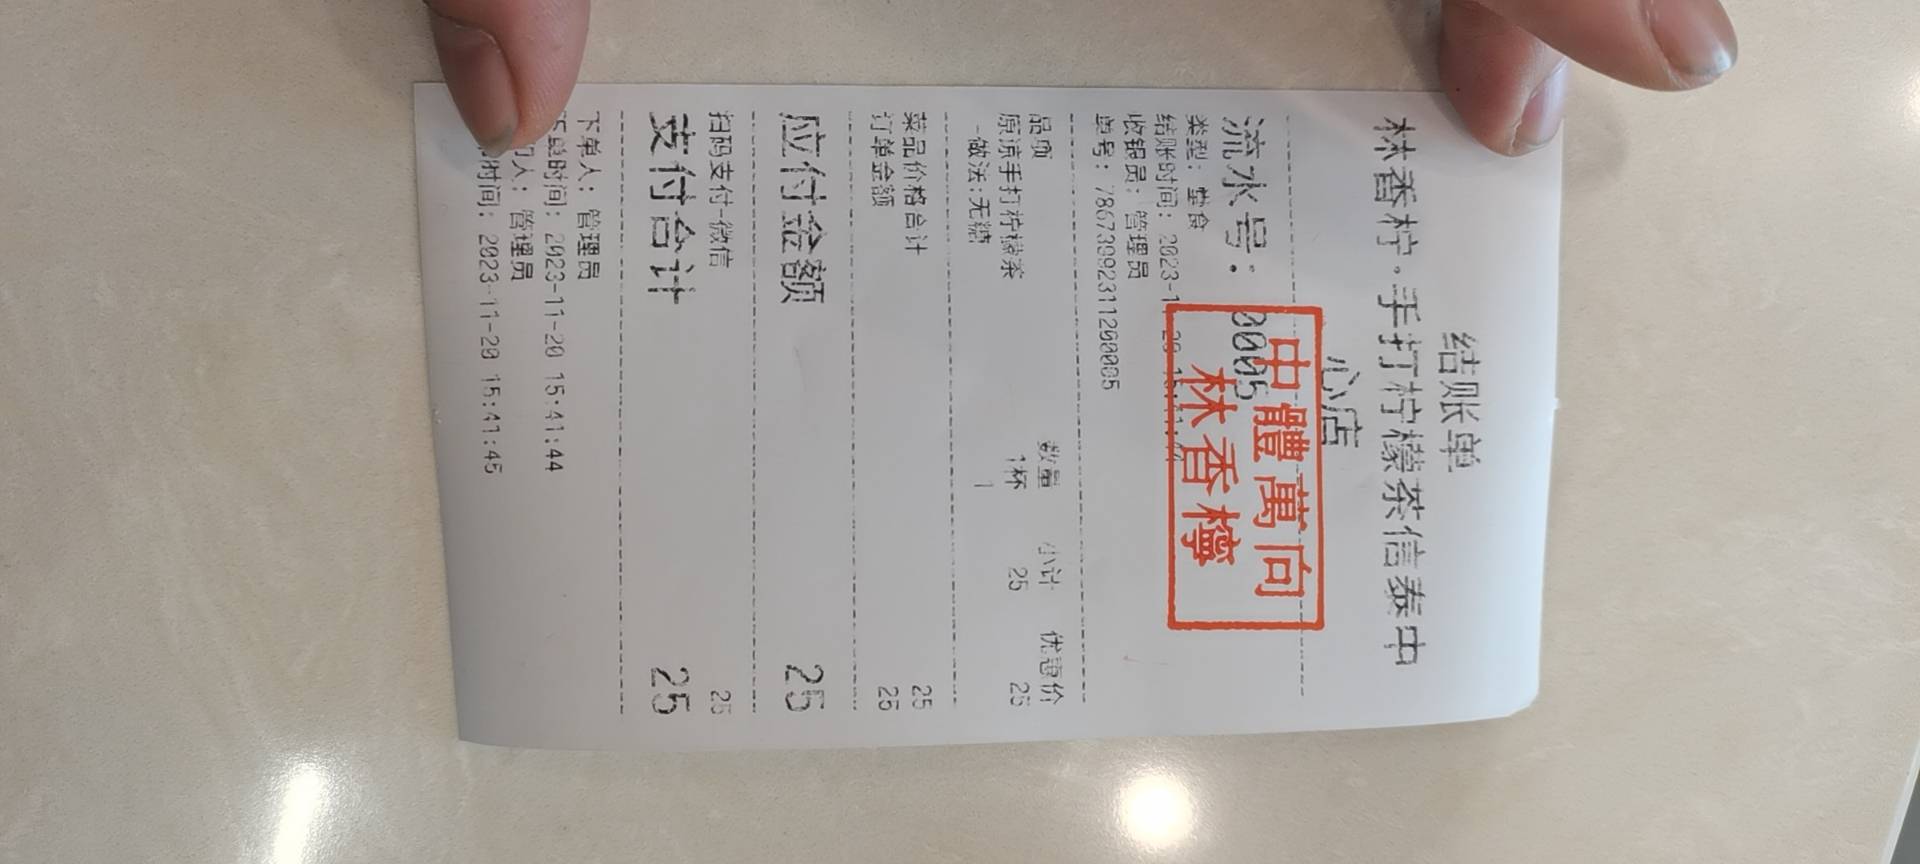 结账单
林香柠·手打柠檬茶信泰中
心店
流水号: 0005
中體萬向
林香檸
类型: 堂食
结账时间: 2023-1 20 15:41:44
收银员: 管理员
单号: 78673992311200005
品项 数量 小计 优惠价
原凉手打柠檬茶 1杯 25 25
-做法:无糖 1
菜品价格合计 25
订单金额 25
应付金额 25
扫码支付-微信 25
支付合计 25
下单人: 管理员
下单时间: 2023-11-20 15:41:44
印人: 管理员
时间: 2023-11-20 15:41:45